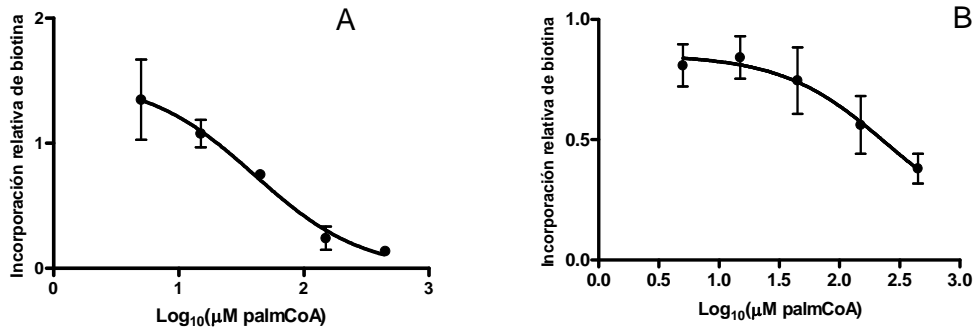 A
Incorporación relativa de biotina
2
1
0
0
1
2
3
Log10(μM palmCoA)
B
Incorporación relativa de biotina
1.0
0.5
0.0
0.0
0.5
1.0
1.5
2.0
2.5
3.0
Log10(μM palmCoA)